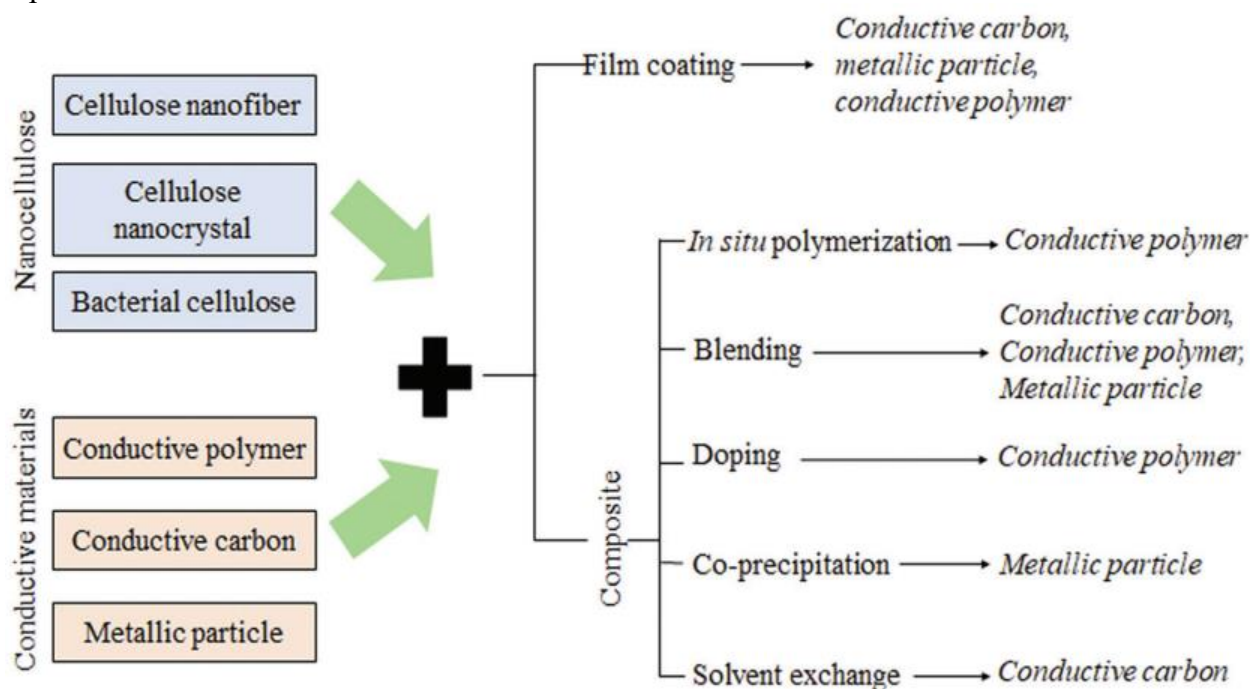 Nanocellulose
Cellulose nanofiber
Cellulose
nanocrystal
Bacterial cellulose
Conductive materials
Conductive polymer
Conductive carbon
Metallic particle
Film coating
Conductive carbon,
metallic particle,
conductive polymer
Composite
In situ polymerization
Conductive polymer
Blending
Conductive carbon,
Conductive polymer,
Metallic particle
Doping
Conductive polymer
Co-precipitation
Metallic particle
Solvent exchange
Conductive carbon